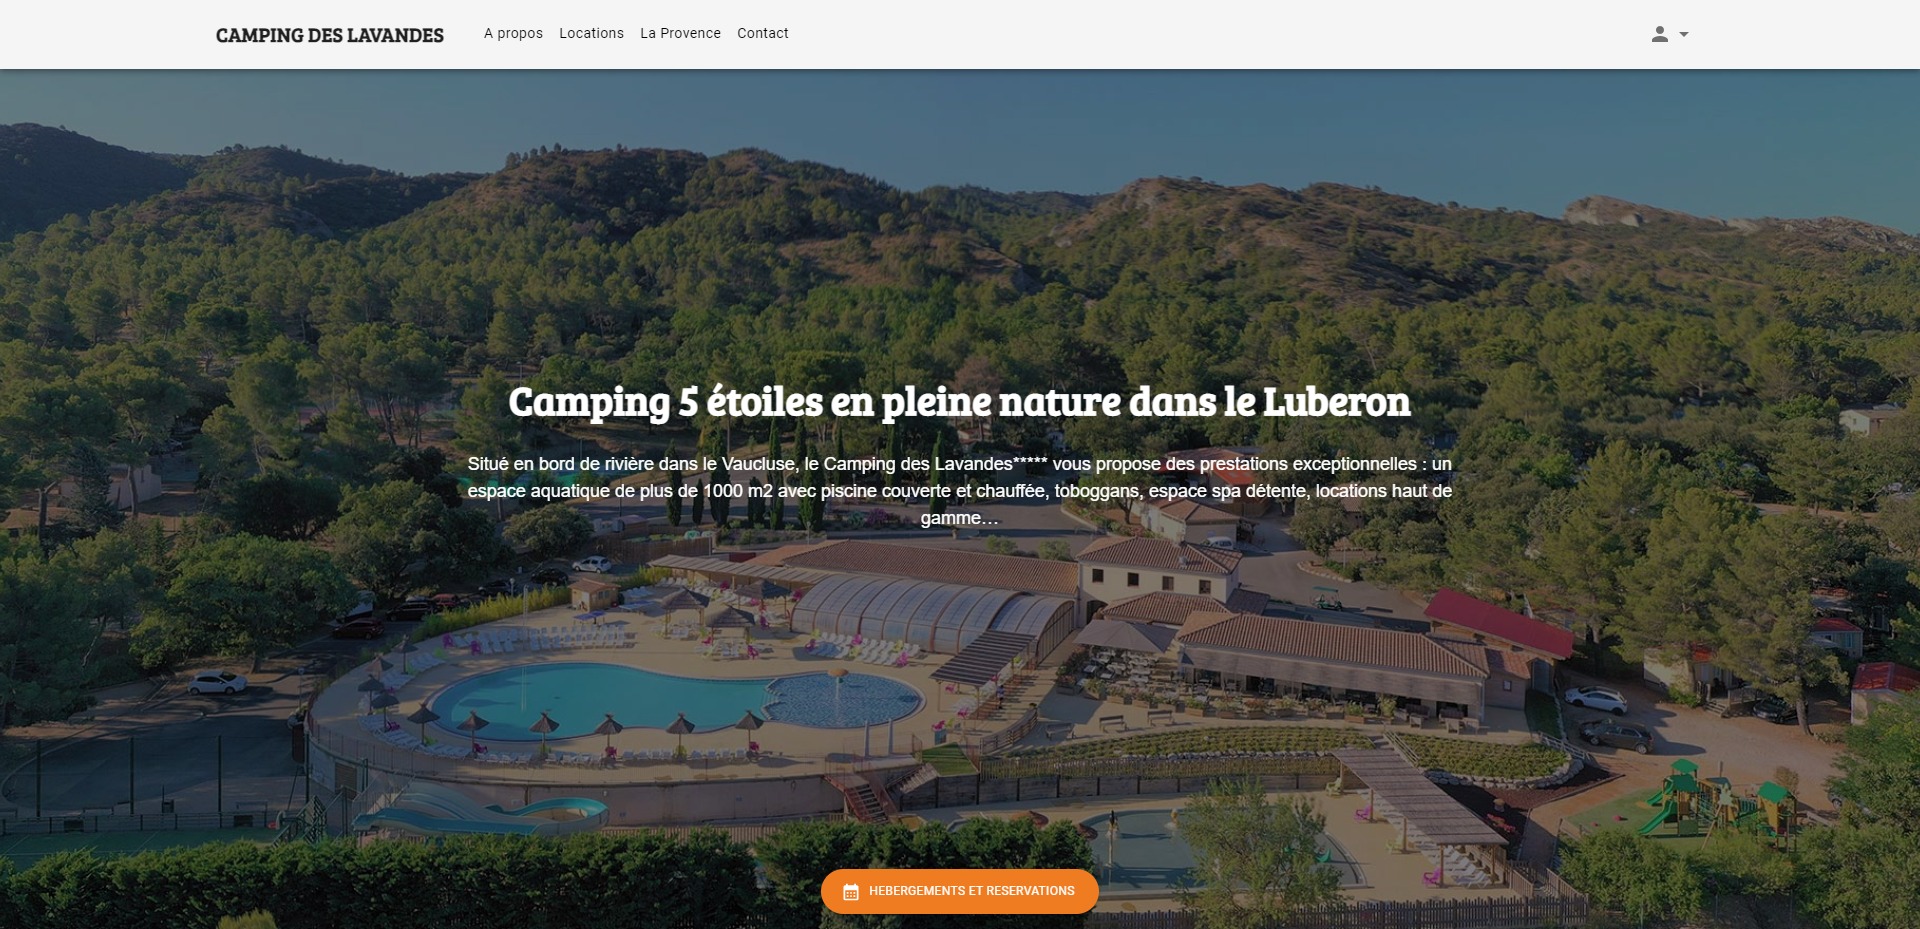 CAMPING DES LAVANDES
A propos
Locations
La Provence
Contact
Camping 5 étoiles en pleine nature dans le Luberon
Situé en bord de rivière dans le Vaucluse, le Camping des Lavandes***** vous propose des prestations exceptionnelles : un
espace aquatique de plus de 1000 m2 avec piscine couverte et chauffée, toboggans, espace spa détente, locations haut de
gamme…
HEBERGEMENTS ET RESERVATIONS